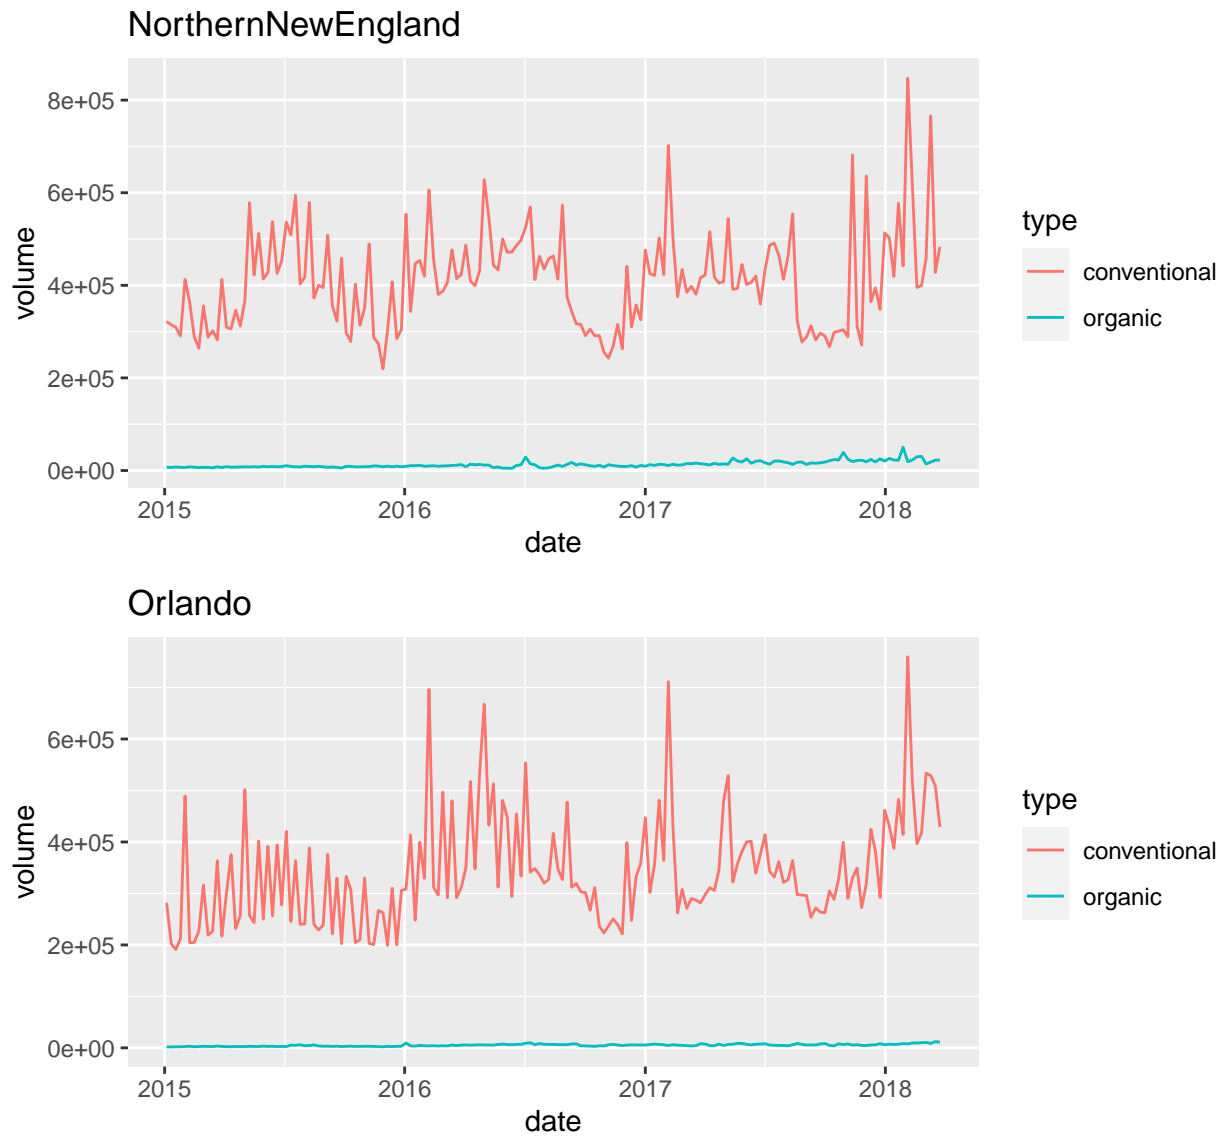 NorthernNewEngland
8e+05
6e+05
4e+05
2e+05
0e+00
volume
2015 2016 2017 2018
date
type
conventional
organic
Orlando
6e+05
4e+05
2e+05
0e+00
volume
2015 2016 2017 2018
date
type
conventional
organic